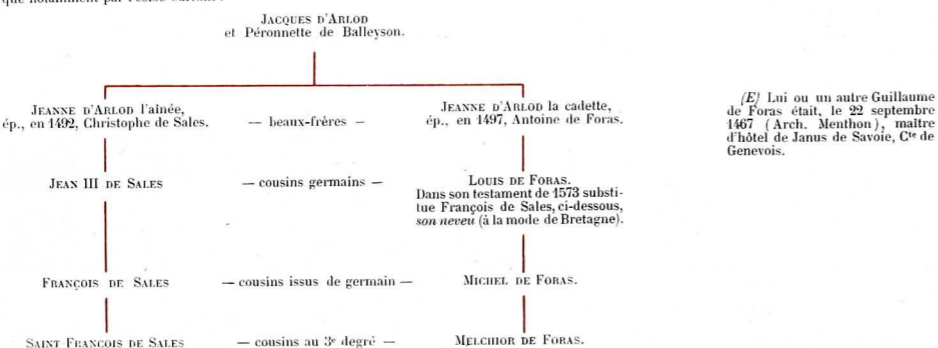 que notamment par
JACQUES D'ARLOD
et Péronnette de Balleyson.
JEANNE D'ARLOD l'aînée,
ép., en 1492, Christophe de Sales.
— beaux-frères —
JEANNE D'ARLOD la cadette,
ép., en 1497, Antoine de Foras.
(E) Lui ou un autre Guillaume
de Foras était, le 22 septembre
1467 (Arch. Menthon), maître
d'hôtel de Janus de Savoie, Cte de
Genevois.
JEAN III DE SALES
— cousins germains —
LOUIS DE FORAS.
Dans son testament de 1573 substi-
tue François de Sales, ci-dessous,
son neveu (à la mode de Bretagne).
FRANÇOIS DE SALES
— cousins issus de germain —
MICHEL DE FORAS.
SAINT FRANÇOIS DE SALES
— cousins au 3e degré —
MELCHIOR DE FORAS.